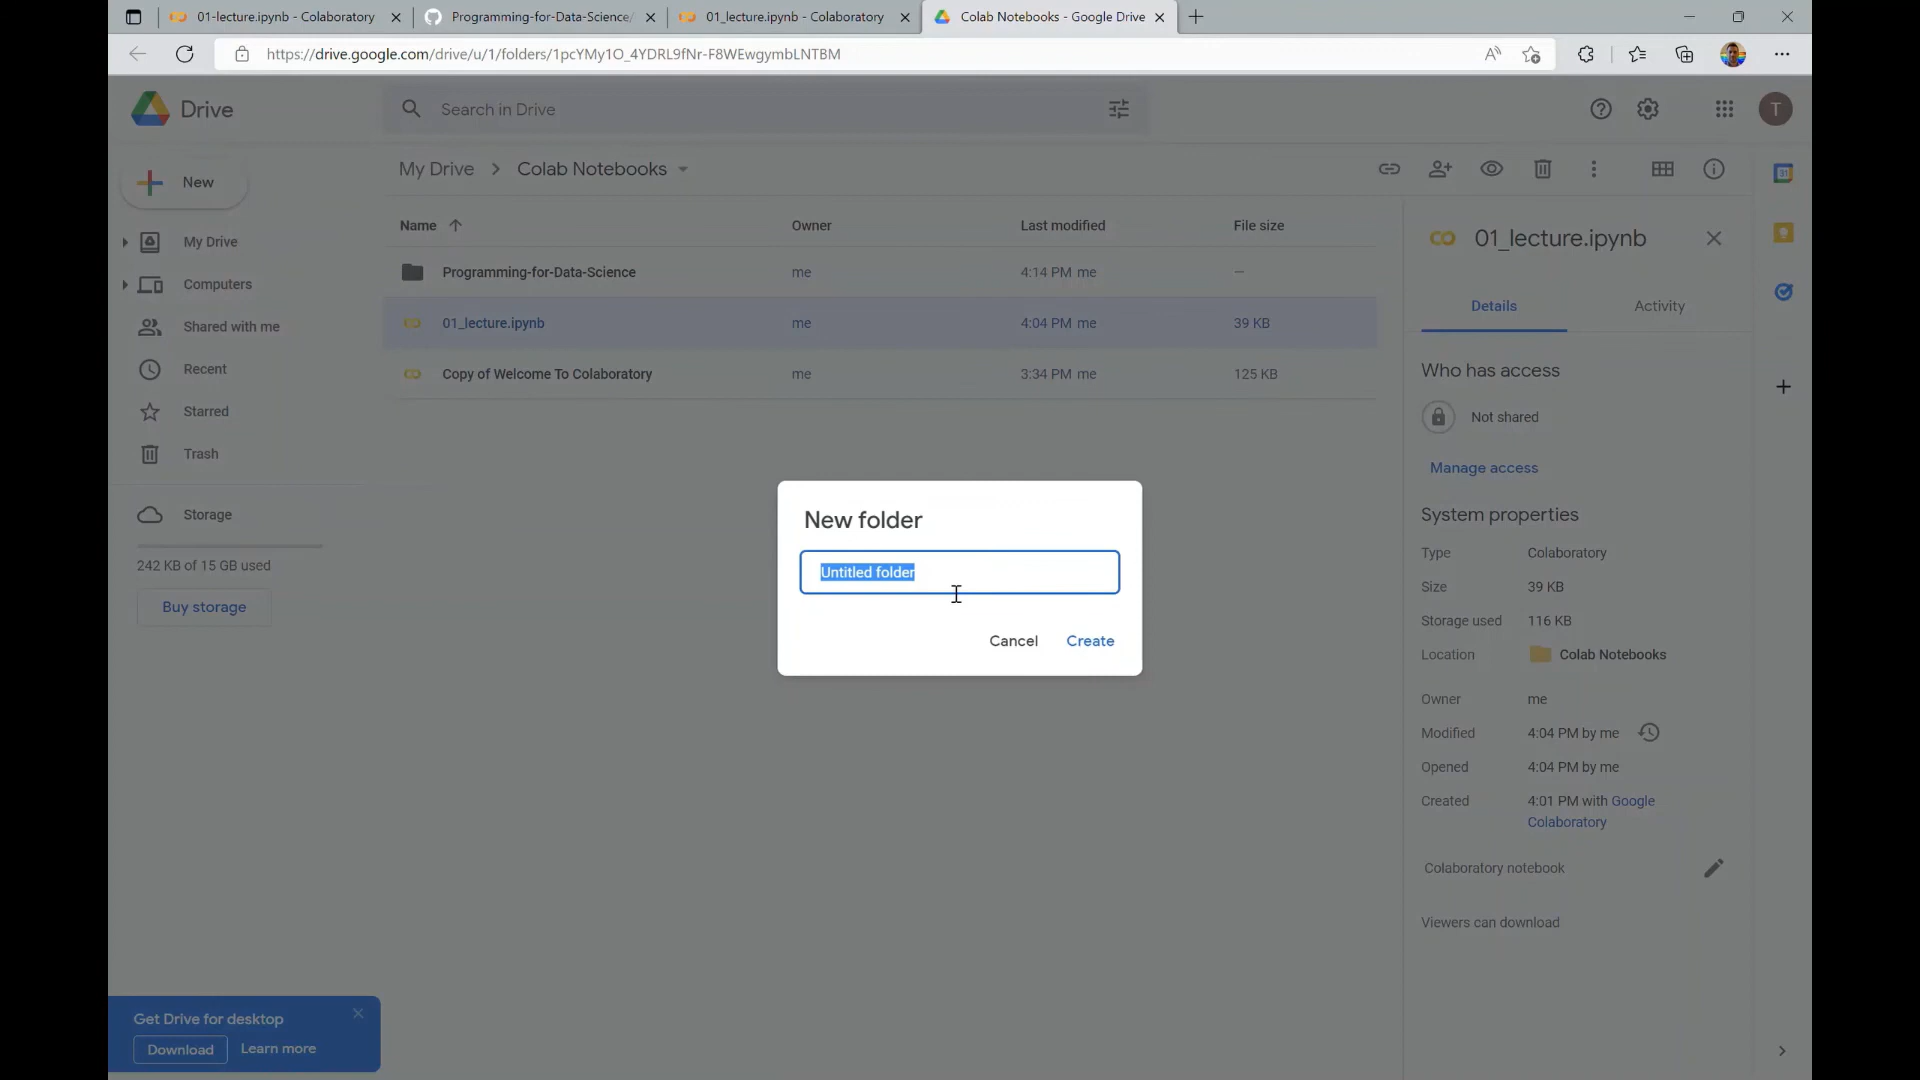 01-lecture.ipynb - Colaboratory
Programming-for-Data-Science/
01_lecture.ipynb - Colaboratory
Colab Notebooks - Google Drive
https://drive.google.com/drive/u/1/folders/1pcYMy1O_4YDRL9fNr-F8WEwgymbLNTBM
Drive
Search in Drive
T
New
My Drive
Computers
Shared with me
Recent
Starred
Trash
Storage
242 KB of 15 GB used
Buy storage
My Drive > Colab Notebooks
Name Owner Last modified File size
Programming-for-Data-Science me 4:14 PM me —
01_lecture.ipynb me 4:04 PM me 39 KB
Copy of Welcome To Colaboratory me 3:34 PM me 125 KB
New folder
Untitled folder
Cancel Create
01_lecture.ipynb
Details Activity
Who has access
Not shared
Manage access
System properties
Type Colaboratory
Size 39 KB
Storage used 116 KB
Location Colab Notebooks
Owner me
Modified 4:04 PM by me
Opened 4:04 PM by me
Created 4:01 PM with Google
Colaboratory
Colaboratory notebook
Viewers can download
31
Get Drive for desktop
Download Learn more